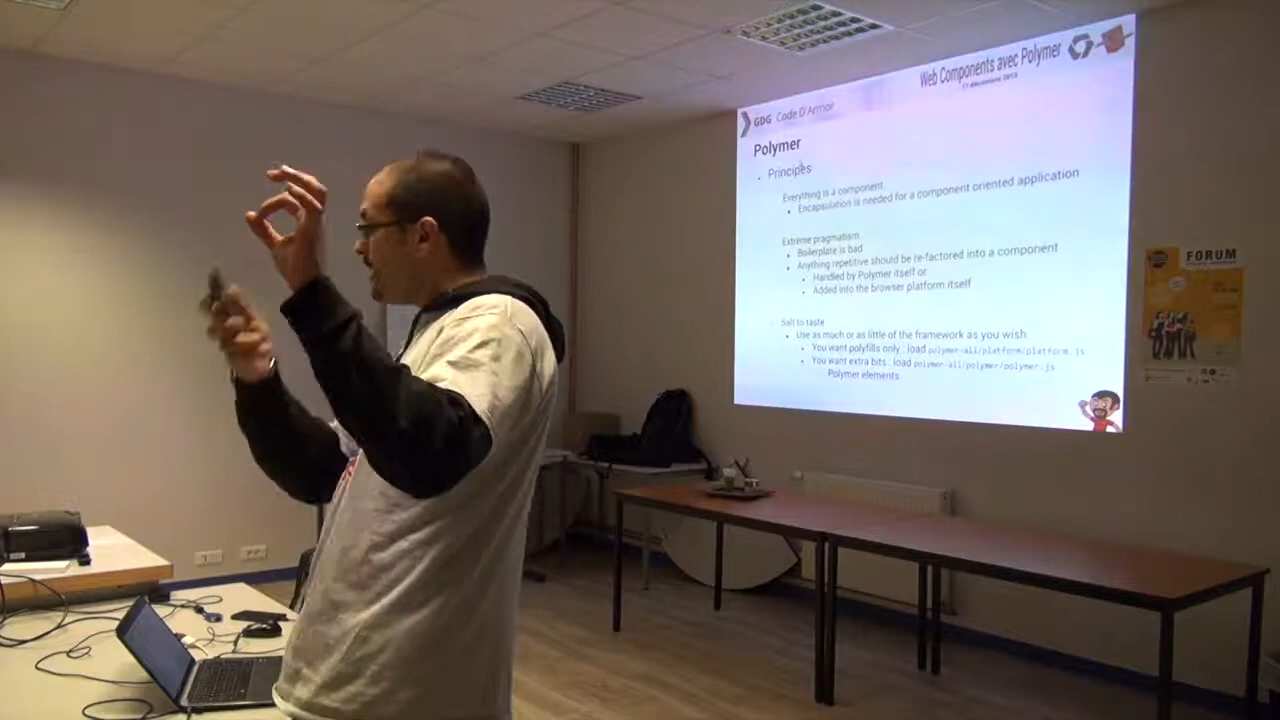 Web Components avec Polymer
17 décembre 2013
GDG Code D'Armor
Polymer
Principes
Everything is a component
Encapsulation is needed for a component oriented application
Extreme pragmatism
Boilerplate is bad
Anything repetitive should be re-factored into a component
Handled by Polymer itself or
Added into the browser platform itself
Salt to taste
Use as much or as little of the framework as you wish
You want polyfills only : load polymer-all/platform/platform.js
You want extra bits : load polymer-all/polymer/polymer.js
Polymer elements
FORUM